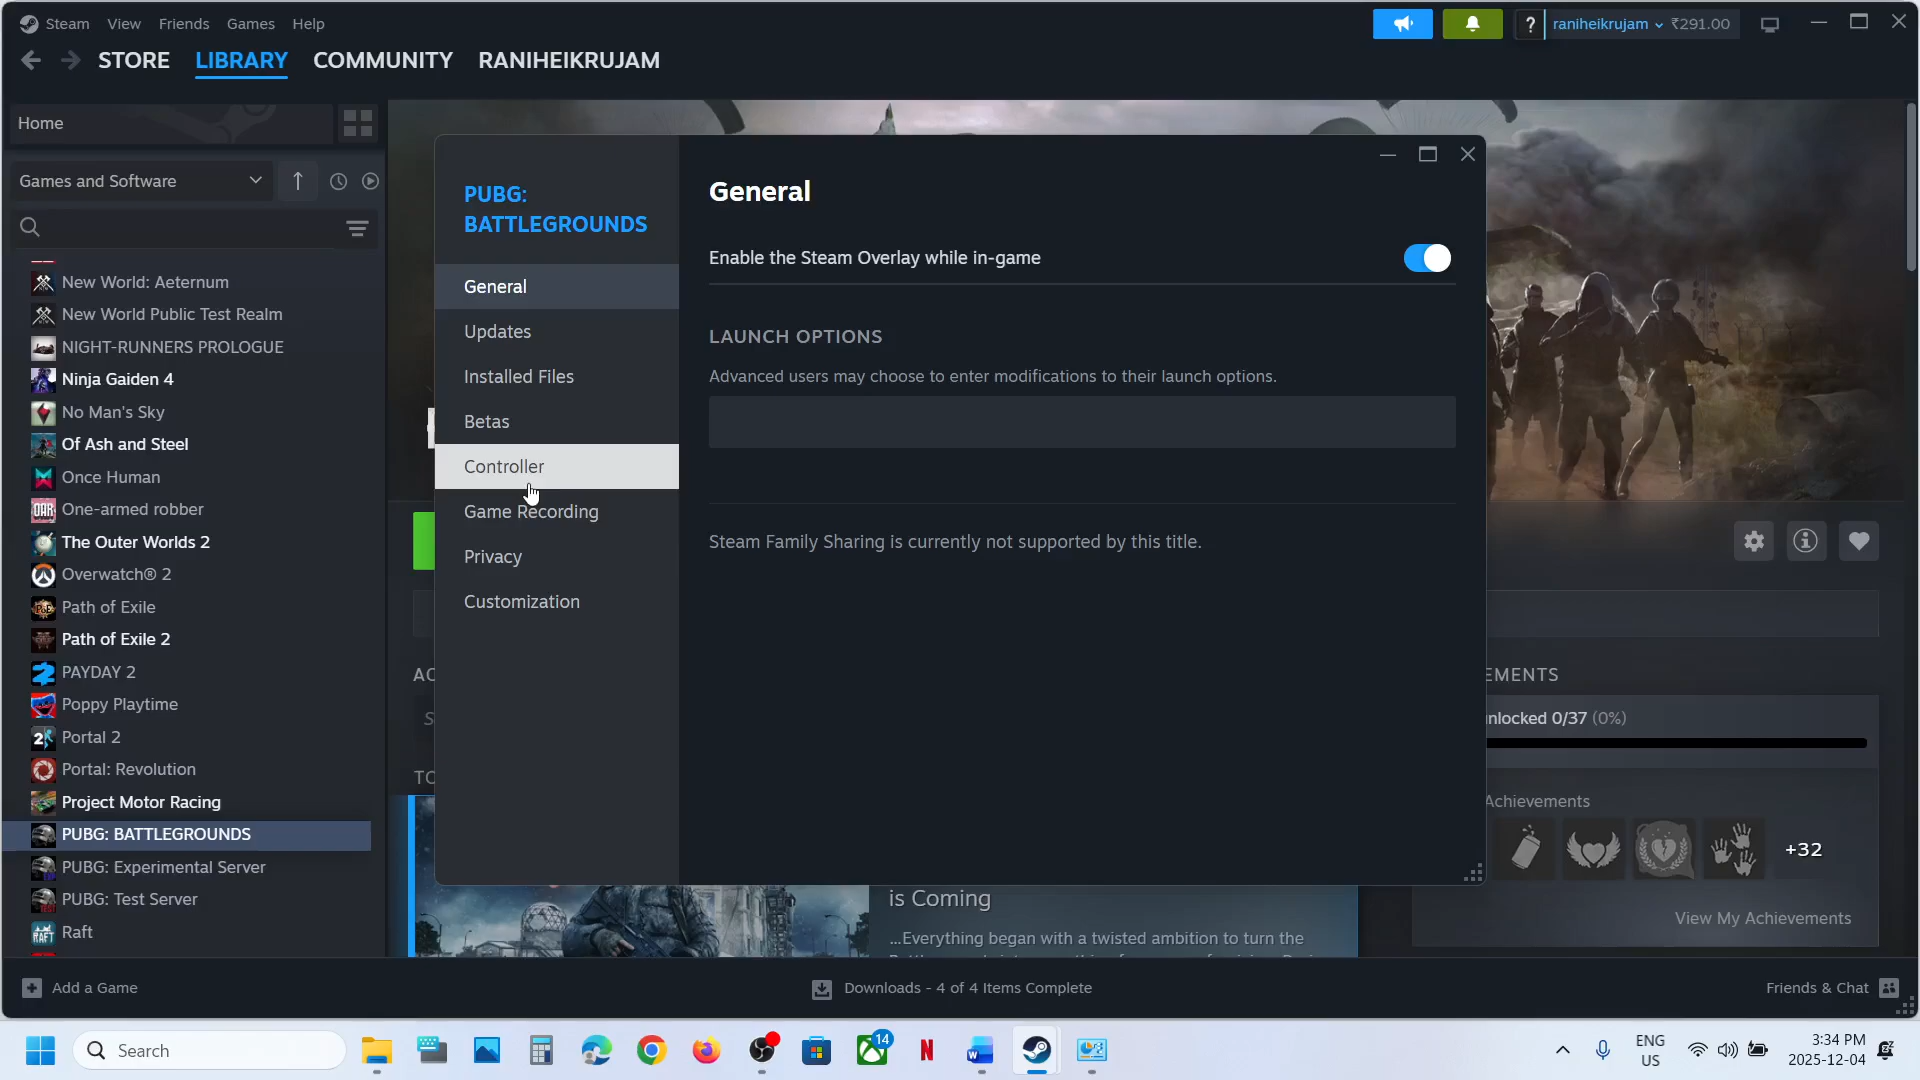 Steam View Friends Games Help
? raniheikrujam ₹291.00
STORE LIBRARY COMMUNITY RANIHEIKRUJAM
Home
Games and Software
New World: Aeternum
New World Public Test Realm
NIGHT-RUNNERS PROLOGUE
Ninja Gaiden 4
No Man's Sky
Of Ash and Steel
Once Human
One-armed robber
The Outer Worlds 2
Overwatch® 2
Path of Exile
Path of Exile 2
PAYDAY 2
Poppy Playtime
Portal 2
Portal: Revolution
Project Motor Racing
PUBG: BATTLEGROUNDS
PUBG: Experimental Server
PUBG: Test Server
Raft
PUBG:
BATTLEGROUNDS
General
Updates
Installed Files
Betas
Controller
Game Recording
Privacy
Customization
General
Enable the Steam Overlay while in-game
LAUNCH OPTIONS
Advanced users may choose to enter modifications to their launch options.
Steam Family Sharing is currently not supported by this title.
EMENTS
nlocked 0/37 (0%)
Achievements
+32
View My Achievements
is Coming
...Everything began with a twisted ambition to turn the
Add a Game
Downloads - 4 of 4 Items Complete
Friends & Chat
Search
14
ENG
US
3:34 PM
2025-12-04